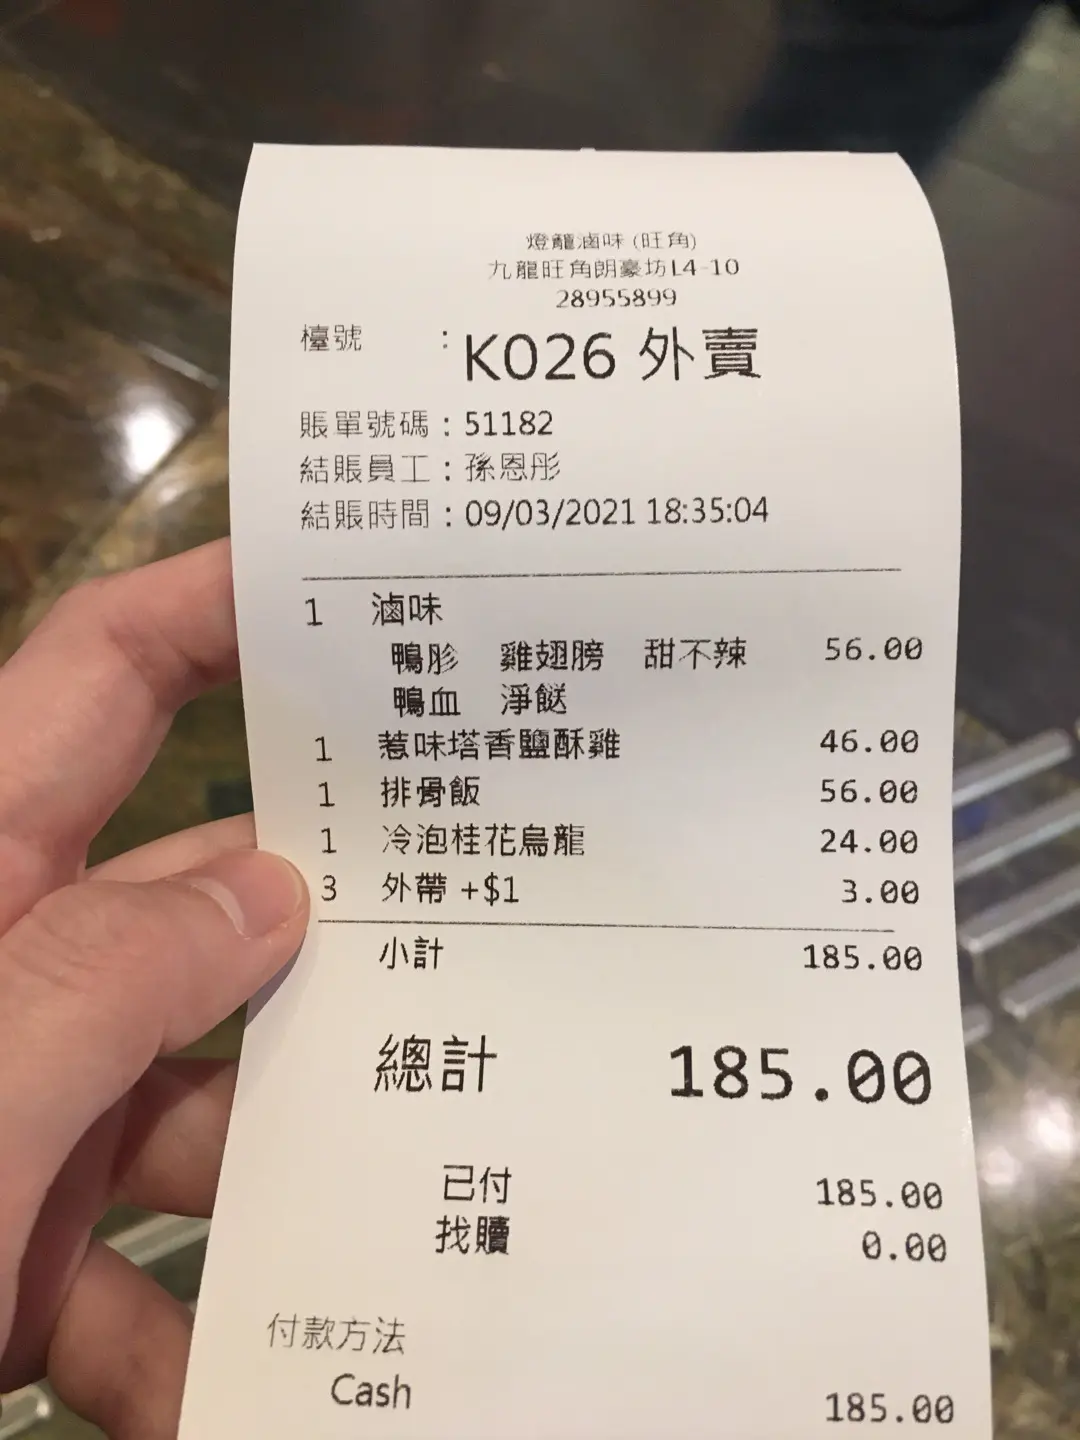 燈籠滷味 (旺角)
九龍旺角朗豪坊L4-10
28955899
檯號 : K026 外賣
賬單號碼 : 51182
結賬員工 : 孫恩彤
結賬時間 : 09/03/2021 18:35:04
1 滷味
鴨胗 雞翅膀 甜不辣 56.00
鴨血 淨餸
1 惹味塔香鹽酥雞 46.00
1 排骨飯 56.00
1 冷泡桂花烏龍 24.00
3 外帶 +$1 3.00
小計 185.00
總計 185.00
已付 185.00
找贖 0.00
付款方法
Cash 185.00